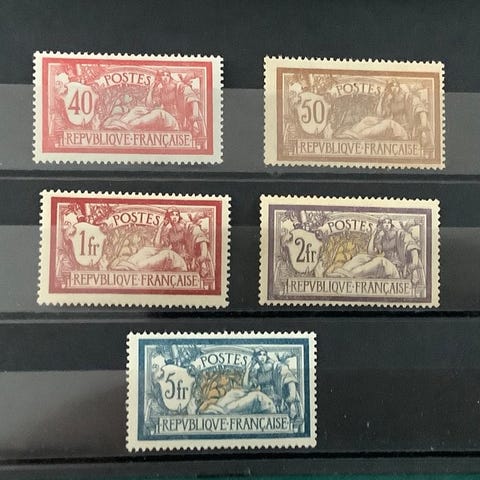 POSTES
40
REPVBLIQVE·FRANÇAISE
POSTES
50
REPVBLIQVE·FRANÇAISE
POSTES
1fr
REPVBLIQVE·FRANÇAISE
POSTES
2fr
REPVBLIQVE·FRANÇAISE
POSTES
5fr
REPVBLIQVE·FRANÇAISE